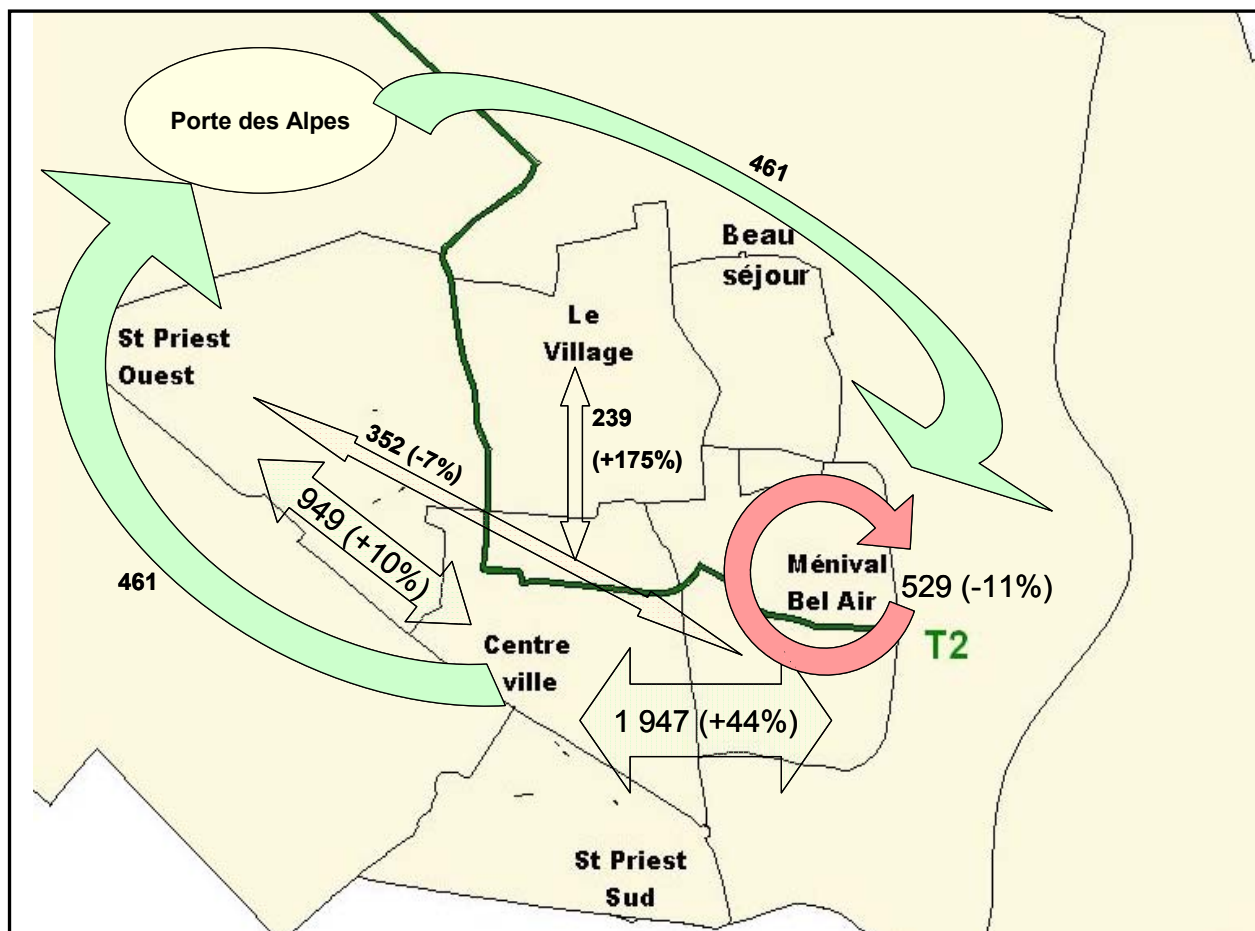 Porte des Alpes
461
Beau
séjour
Le
Village
St Priest
Ouest
239
(+175%)
352 (-7%)
949 (+10%)
461
Ménival
Bel Air
529 (-11%)
T2
Centre
ville
1 947 (+44%)
St Priest
Sud